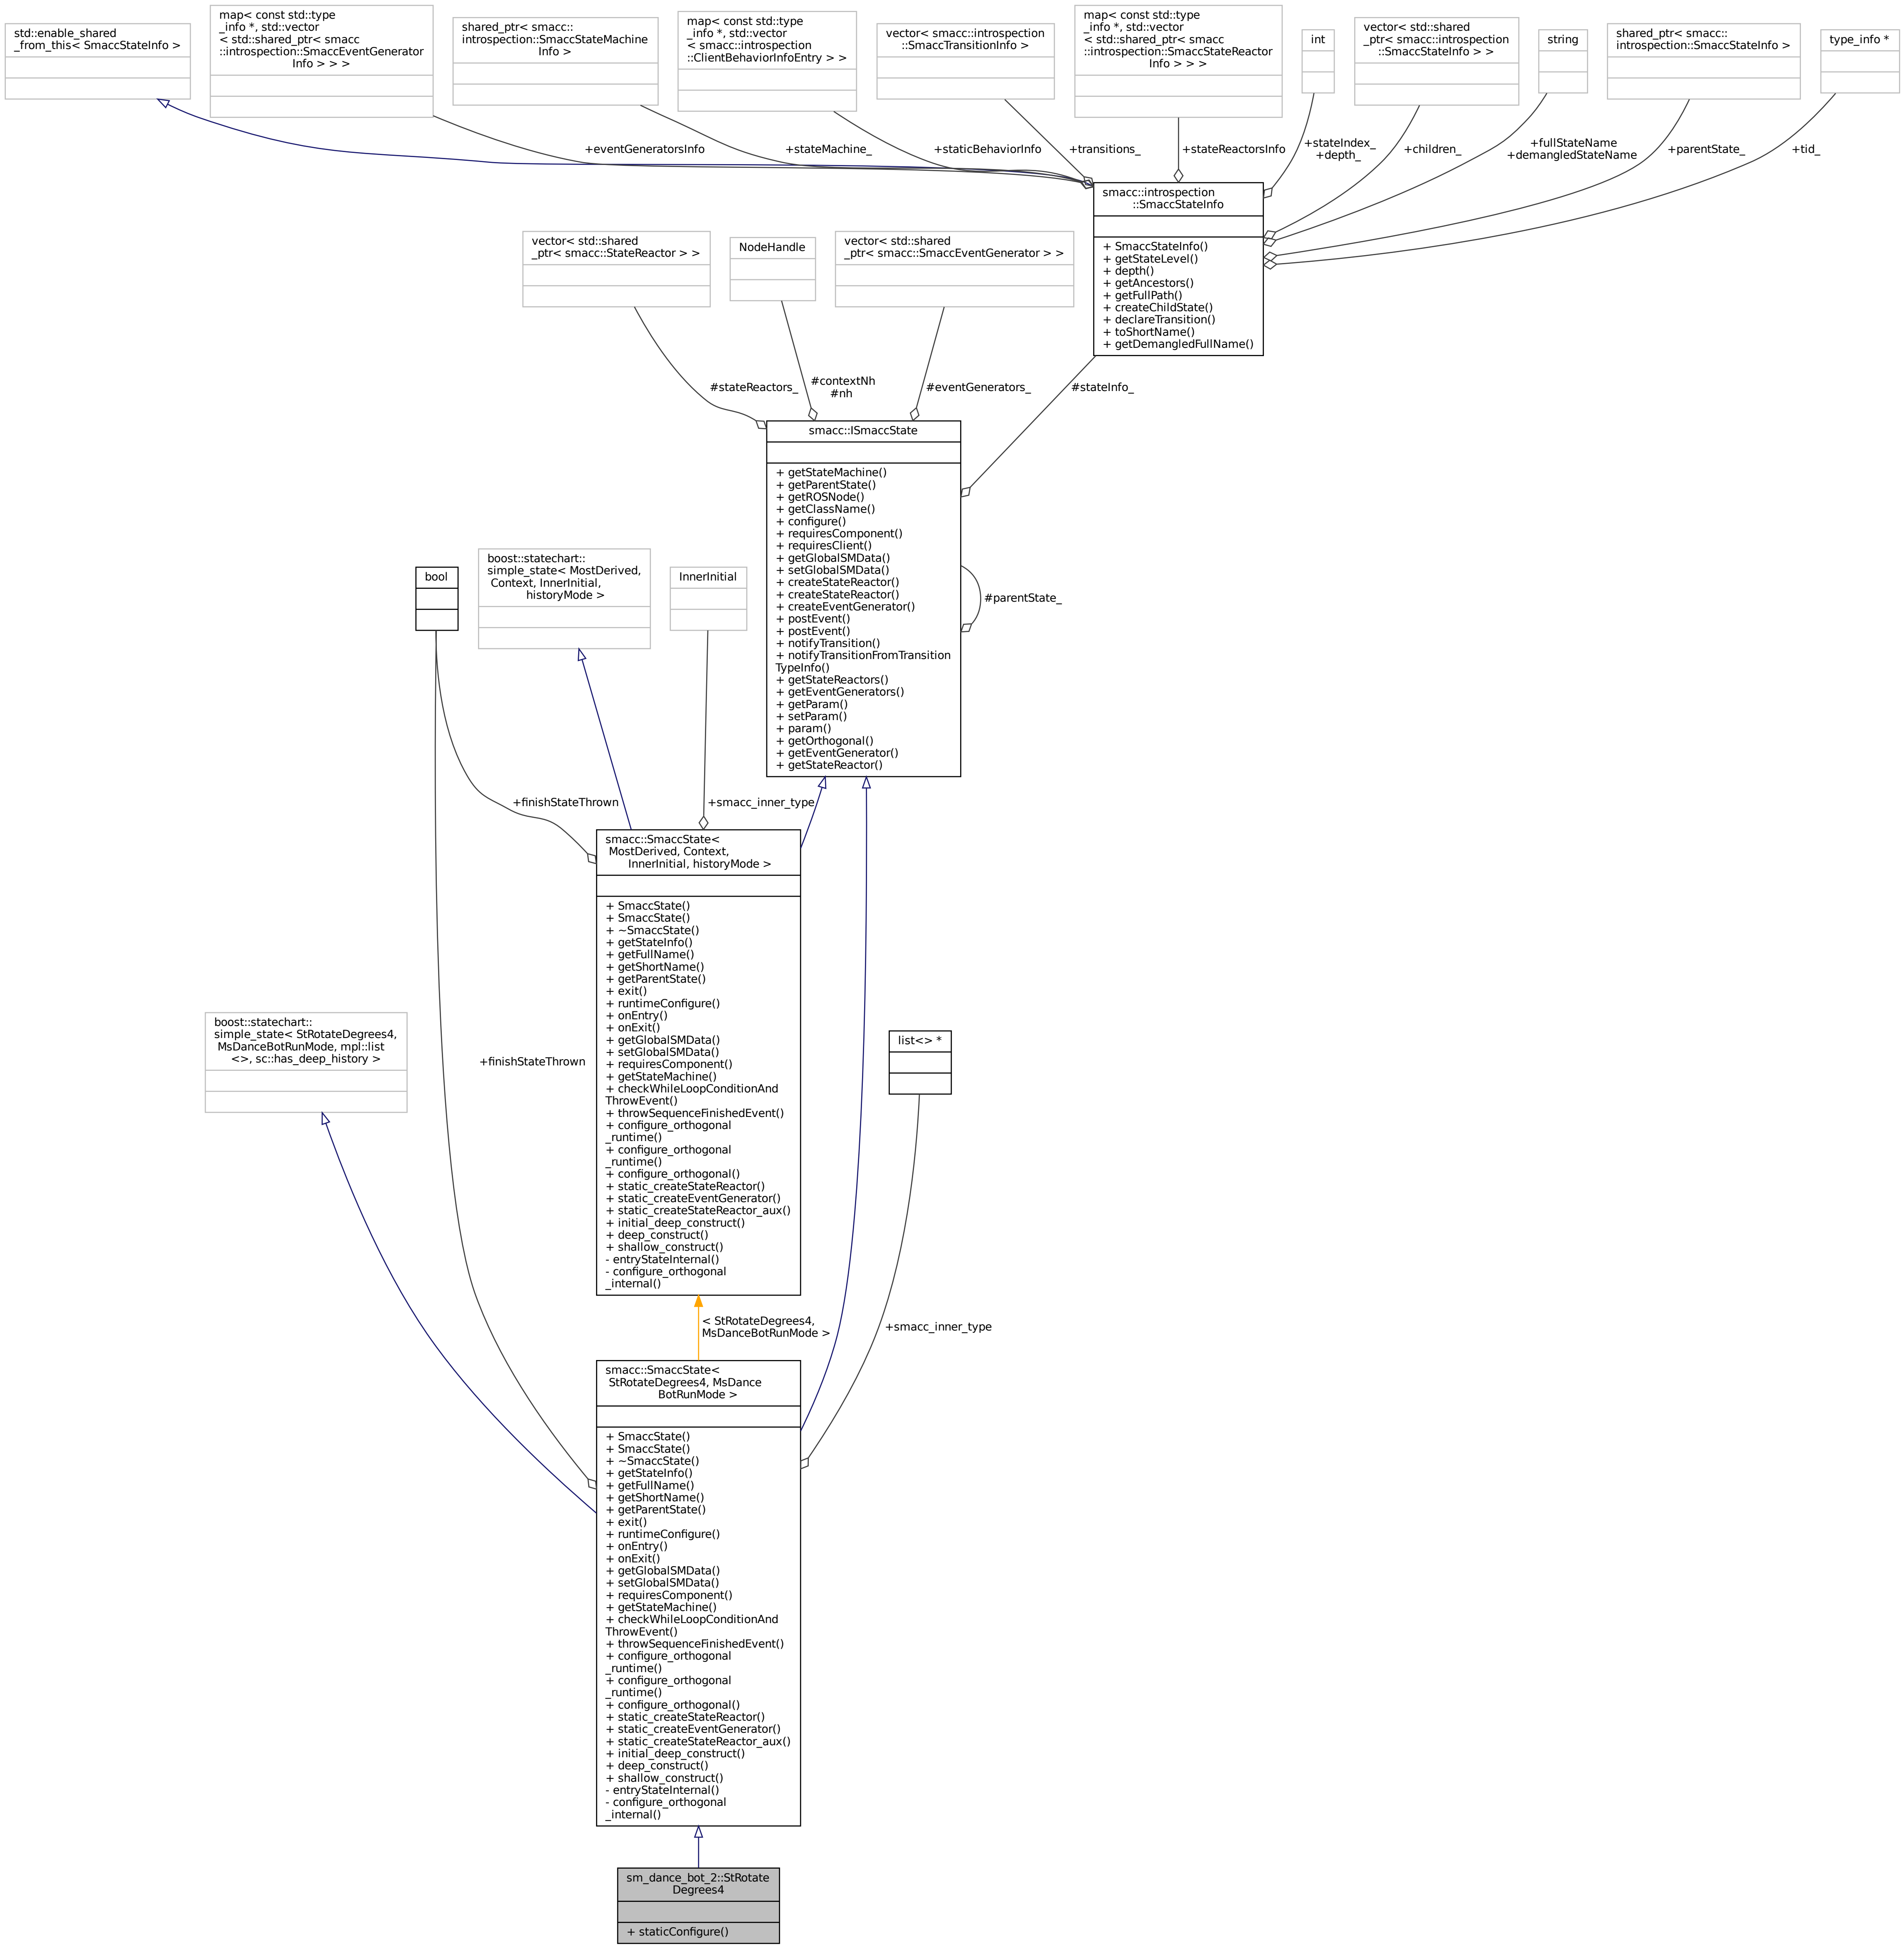 std::enable_shared
_from_this< SmaccStateInfo >
map< const std::type
_info *, std::vector
< std::shared_ptr< smacc
::introspection::SmaccEventGenerator
Info > > >
shared_ptr< smacc::
introspection::SmaccStateMachine
Info >
map< const std::type
_info *, std::vector
< smacc::introspection
::ClientBehaviorInfoEntry > >
vector< smacc::introspection
::SmaccTransitionInfo >
map< const std::type
_info *, std::vector
< std::shared_ptr< smacc
::introspection::SmaccStateReactor
Info > > >
int
vector< std::shared
_ptr< smacc::introspection
::SmaccStateInfo > >
string
shared_ptr< smacc::
introspection::SmaccStateInfo >
type_info *
+eventGeneratorsInfo
+stateMachine_
+staticBehaviorInfo
+transitions_
+stateReactorsInfo
+stateIndex_
+depth_
+children_
+fullStateName
+demangledStateName
+parentState_
+tid_
smacc::introspection
::SmaccStateInfo
+ SmaccStateInfo()
+ getStateLevel()
+ depth()
+ getAncestors()
+ getFullPath()
+ createChildState()
+ declareTransition()
+ toShortName()
+ getDemangledFullName()
vector< std::shared
_ptr< smacc::StateReactor > >
NodeHandle
vector< std::shared
_ptr< smacc::SmaccEventGenerator > >
#stateReactors_
#contextNh
#nh
#eventGenerators_
#stateInfo_
smacc::ISmaccState
+ getStateMachine()
+ getParentState()
+ getROSNode()
+ getClassName()
+ configure()
+ requiresComponent()
+ requiresClient()
+ getGlobalSMData()
+ setGlobalSMData()
+ createStateReactor()
+ createStateReactor()
+ createEventGenerator()
+ postEvent()
+ postEvent()
+ notifyTransition()
+ notifyTransitionFromTransition
TypeInfo()
+ getStateReactors()
+ getEventGenerators()
+ getParam()
+ setParam()
+ param()
+ getOrthogonal()
+ getEventGenerator()
+ getStateReactor()
#parentState_
bool
boost::statechart::
simple_state< MostDerived,
Context, InnerInitial,
historyMode >
InnerInitial
+finishStateThrown
+smacc_inner_type
smacc::SmaccState<
MostDerived, Context,
InnerInitial, historyMode >
+ SmaccState()
+ SmaccState()
+ ~SmaccState()
+ getStateInfo()
+ getFullName()
+ getShortName()
+ getParentState()
+ exit()
+ runtimeConfigure()
+ onEntry()
+ onExit()
+ getGlobalSMData()
+ setGlobalSMData()
+ requiresComponent()
+ getStateMachine()
+ checkWhileLoopConditionAnd
ThrowEvent()
+ throwSequenceFinishedEvent()
+ configure_orthogonal
_runtime()
+ configure_orthogonal
_runtime()
+ configure_orthogonal()
+ static_createStateReactor()
+ static_createEventGenerator()
+ static_createStateReactor_aux()
+ initial_deep_construct()
+ deep_construct()
+ shallow_construct()
- entryStateInternal()
- configure_orthogonal
_internal()
boost::statechart::
simple_state< StRotateDegrees4,
MsDanceBotRunMode, mpl::list
<>, sc::has_deep_history >
+finishStateThrown
list<> *
< StRotateDegrees4,
MsDanceBotRunMode >
+smacc_inner_type
smacc::SmaccState<
StRotateDegrees4, MsDance
BotRunMode >
+ SmaccState()
+ SmaccState()
+ ~SmaccState()
+ getStateInfo()
+ getFullName()
+ getShortName()
+ getParentState()
+ exit()
+ runtimeConfigure()
+ onEntry()
+ onExit()
+ getGlobalSMData()
+ setGlobalSMData()
+ requiresComponent()
+ getStateMachine()
+ checkWhileLoopConditionAnd
ThrowEvent()
+ throwSequenceFinishedEvent()
+ configure_orthogonal
_runtime()
+ configure_orthogonal
_runtime()
+ configure_orthogonal()
+ static_createStateReactor()
+ static_createEventGenerator()
+ static_createStateReactor_aux()
+ initial_deep_construct()
+ deep_construct()
+ shallow_construct()
- entryStateInternal()
- configure_orthogonal
_internal()
sm_dance_bot_2::StRotate
Degrees4
+ staticConfigure()